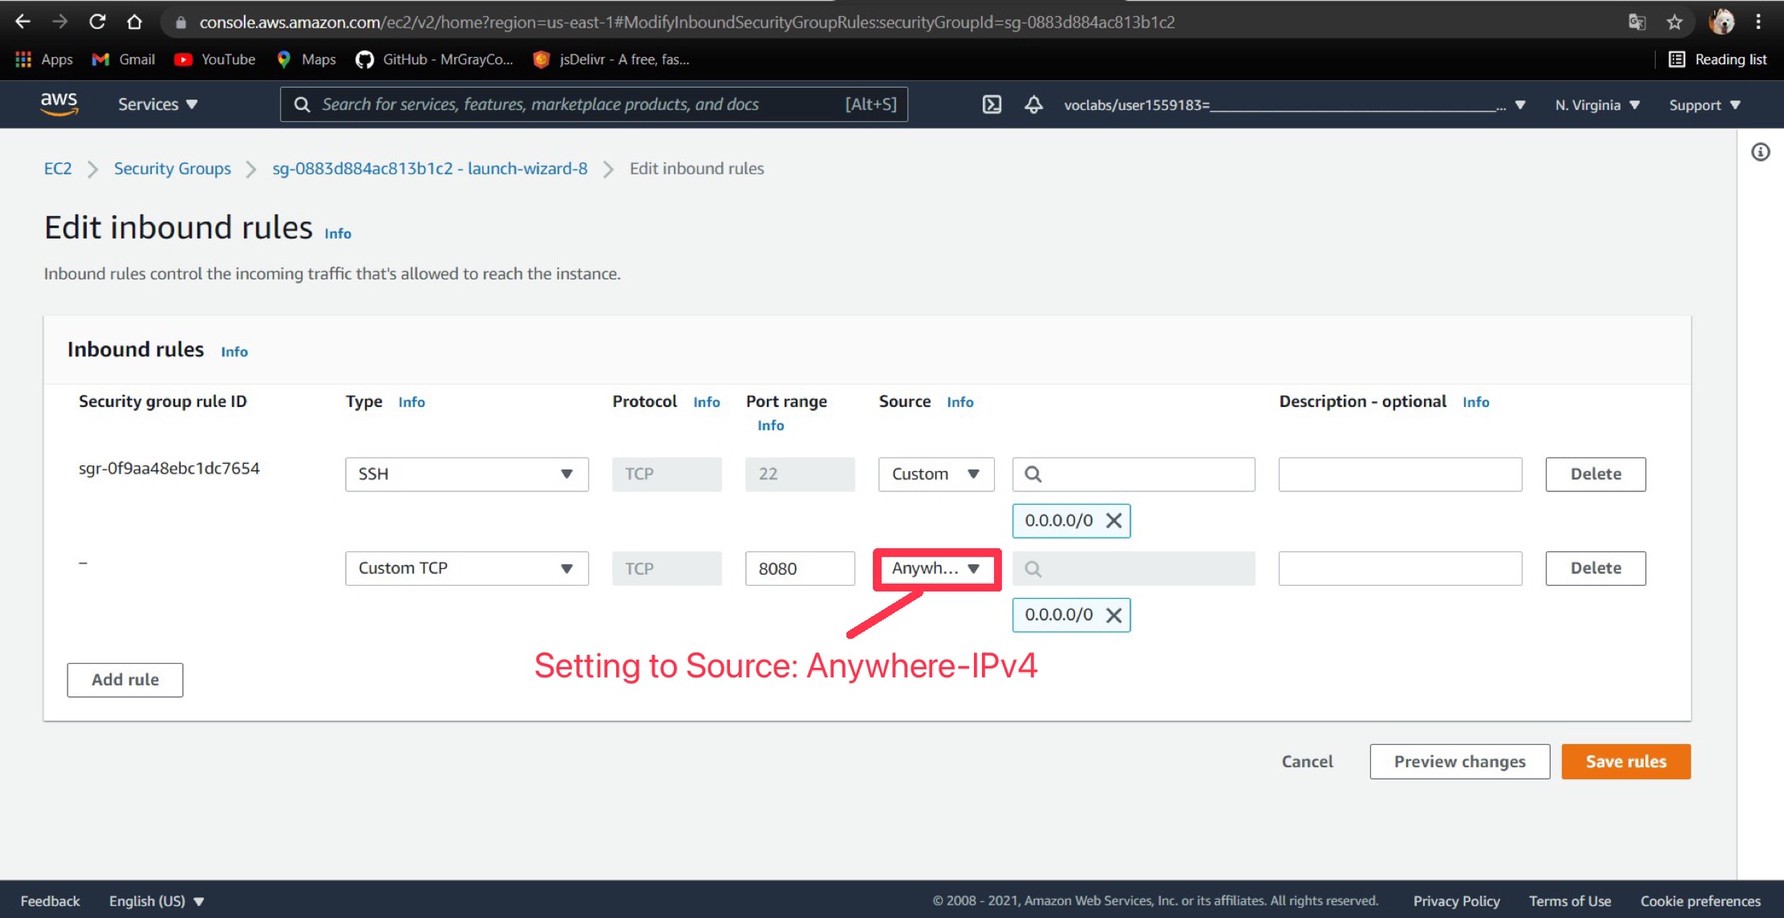 console.aws.amazon.com/ec2/v2/home?region=us-east-1#ModifyInboundSecurityGroupRules:securityGroupId=sg-0883d884ac813b1c2
Apps Gmail YouTube Maps GitHub - MrGrayCo... jsDelivr - A free, fas... Reading list
aws Services Search for services, features, marketplace products, and docs [Alt+S] voclabs/user1559183=________________________________________... N. Virginia Support
EC2 Security Groups sg-0883d884ac813b1c2 - launch-wizard-8 Edit inbound rules
Edit inbound rules Info
Inbound rules control the incoming traffic that's allowed to reach the instance.
Inbound rules Info
Security group rule ID Type Info Protocol Info Port range Source Info Description - optional Info
Info
sgr-0f9aa48ebc1dc7654 SSH TCP 22 Custom Delete
0.0.0.0/0
– Custom TCP TCP 8080 Anywh... Delete
0.0.0.0/0
Setting to Source: Anywhere-IPv4
Add rule
Cancel Preview changes Save rules
Feedback English (US) © 2008 - 2021, Amazon Web Services, Inc. or its affiliates. All rights reserved. Privacy Policy Terms of Use Cookie preferences